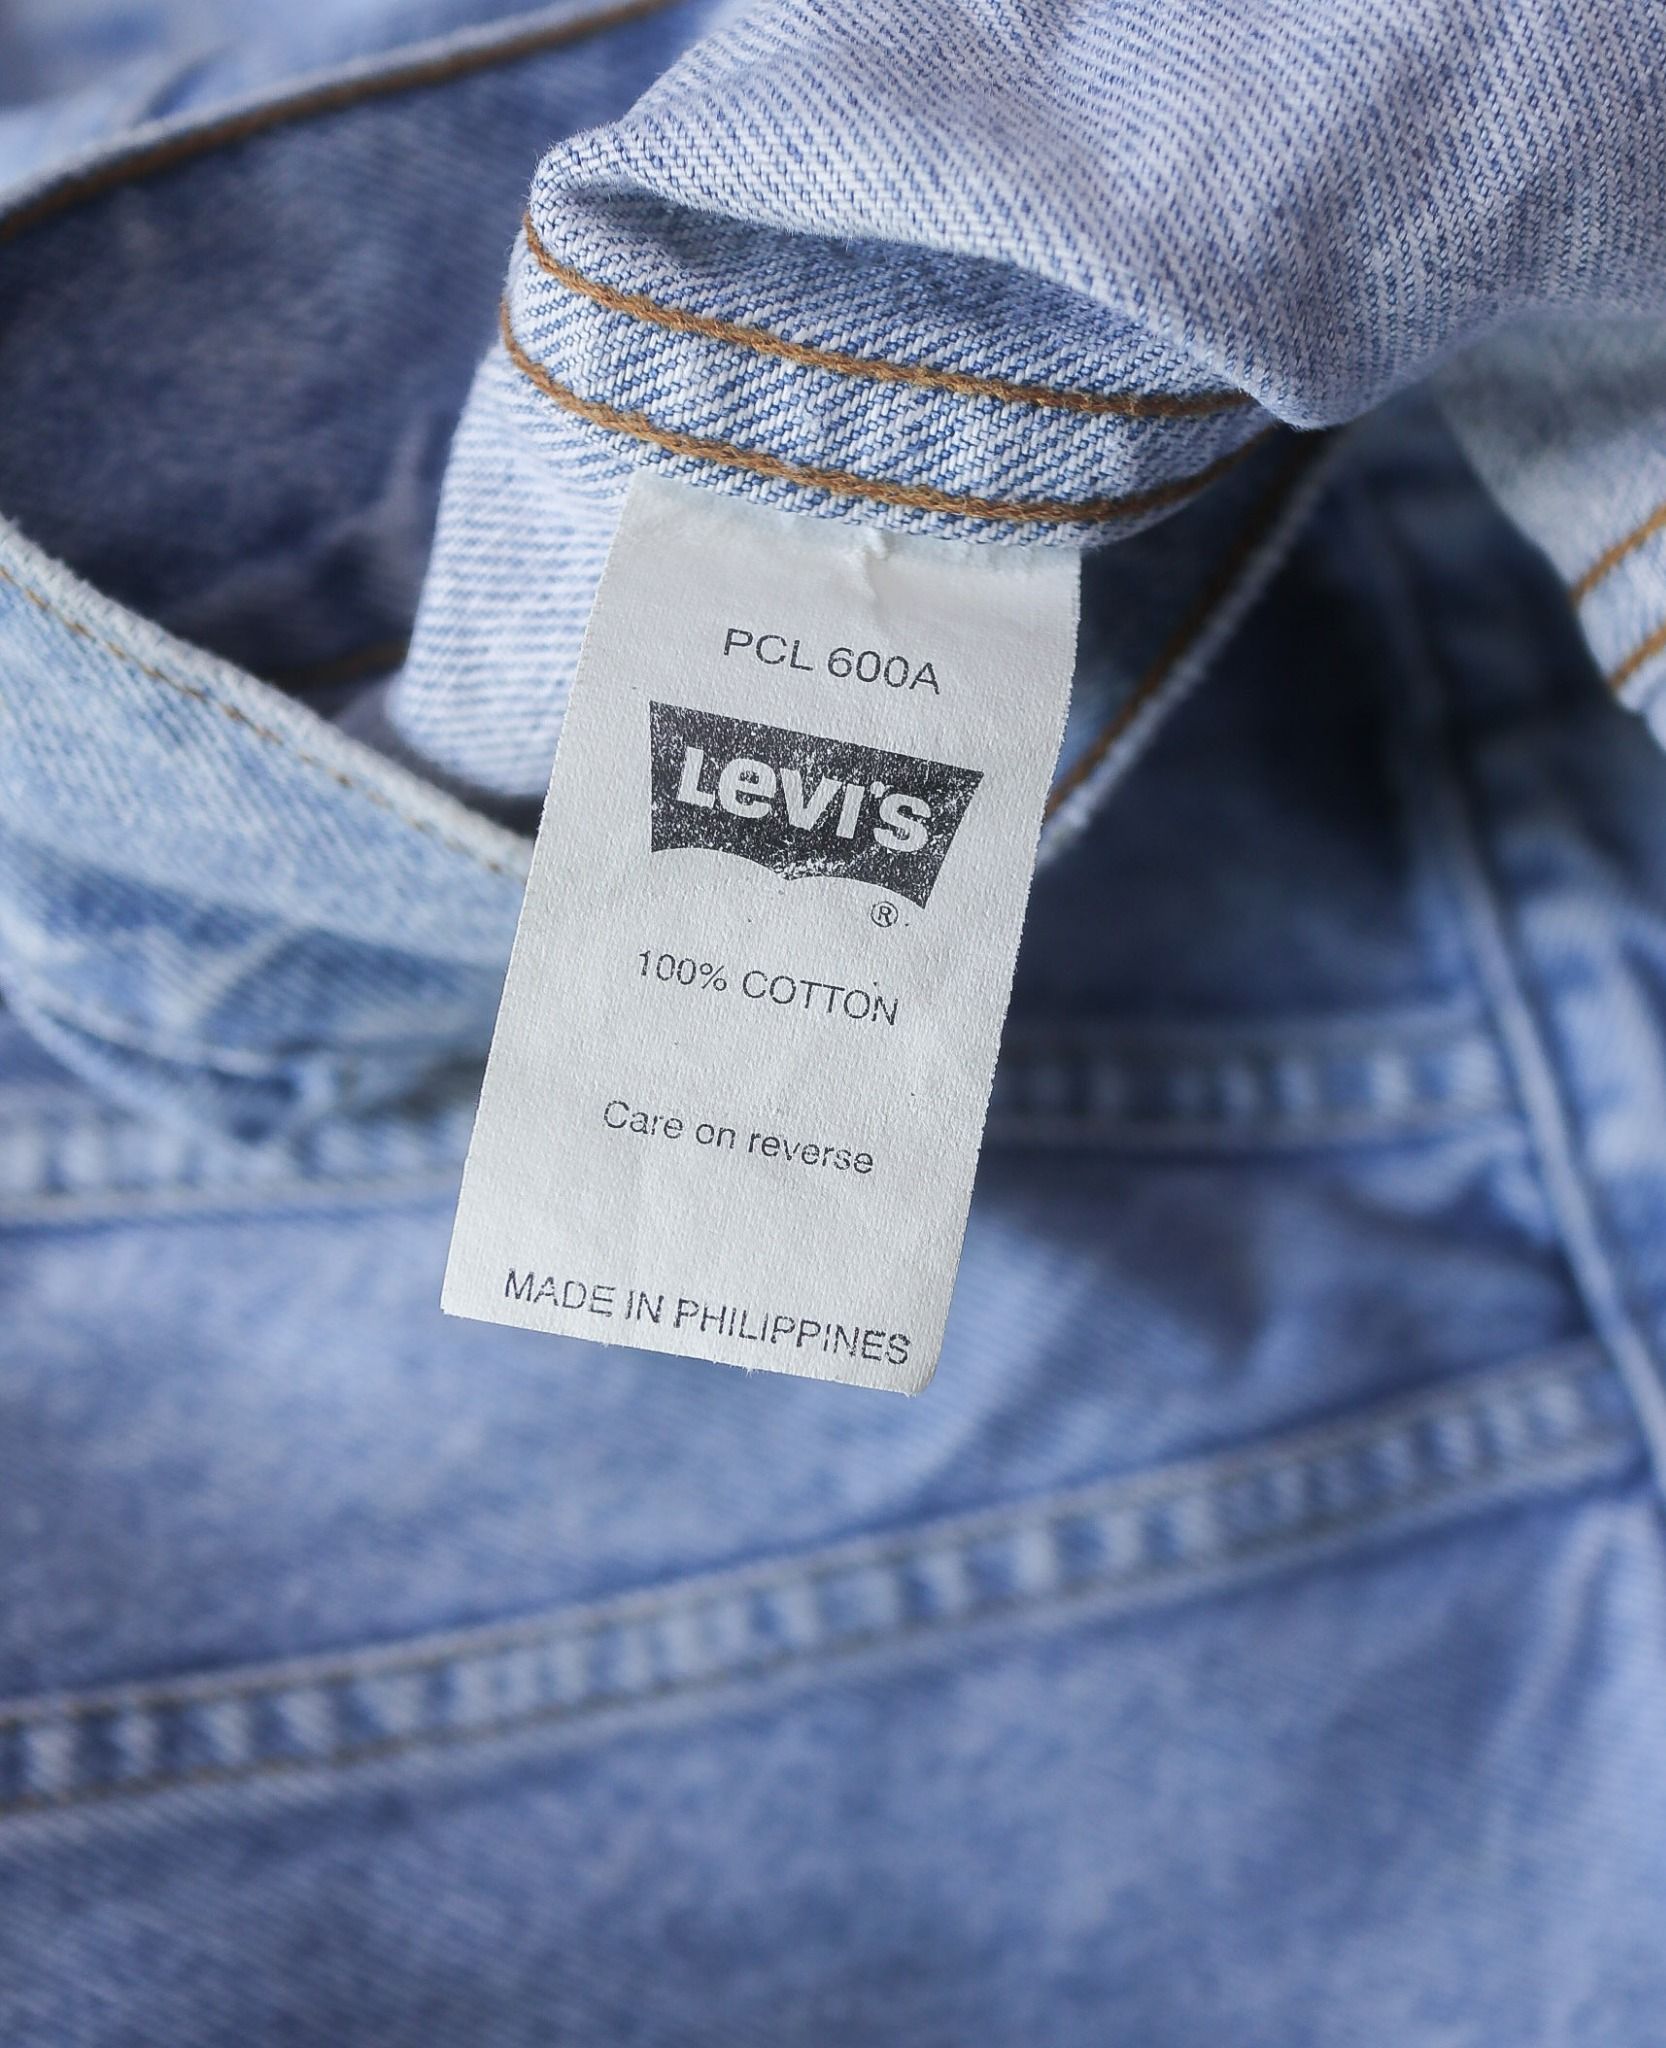 PCL 600A
Levi's
®
100% COTTON
Care on reverse
MADE IN PHILIPPINES